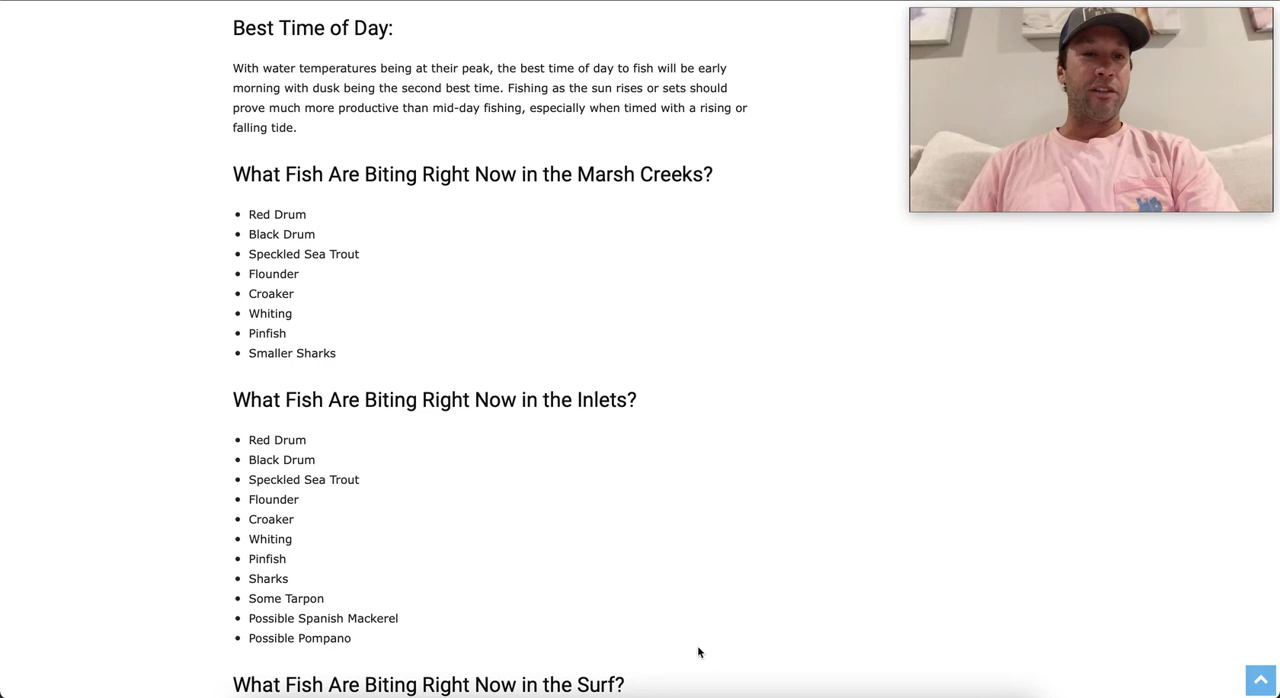 Best Time of Day:
With water temperatures being at their peak, the best time of day to fish will be early
morning with dusk being the second best time. Fishing as the sun rises or sets should
prove much more productive than mid-day fishing, especially when timed with a rising or
falling tide.
What Fish Are Biting Right Now in the Marsh Creeks?
• Red Drum
• Black Drum
• Speckled Sea Trout
• Flounder
• Croaker
• Whiting
• Pinfish
• Smaller Sharks
What Fish Are Biting Right Now in the Inlets?
• Red Drum
• Black Drum
• Speckled Sea Trout
• Flounder
• Croaker
• Whiting
• Pinfish
• Sharks
• Some Tarpon
• Possible Spanish Mackerel
• Possible Pompano
What Fish Are Biting Right Now in the Surf?